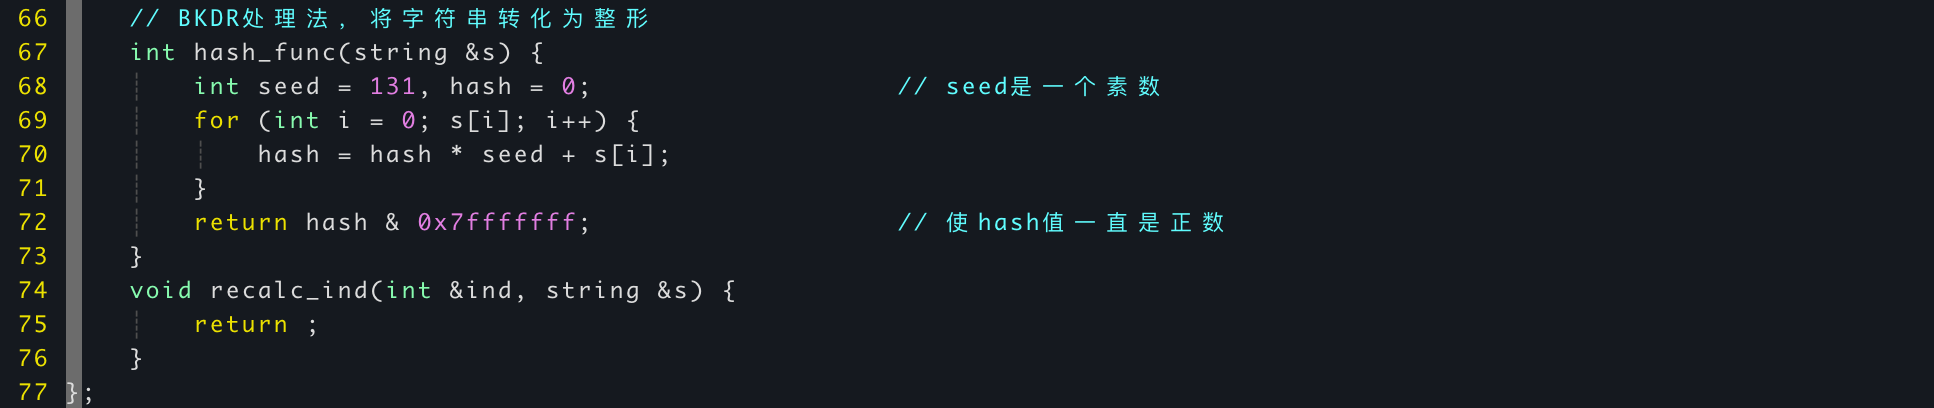 66 // BKDR处理法，将字符串转化为整形
67 int hash_func(string &s) {
68 int seed = 131, hash = 0; // seed是一个素数
69 for (int i = 0; s[i]; i++) {
70 hash = hash * seed + s[i];
71 }
72 return hash & 0x7fffffff; // 使hash值一直是正数
73 }
74 void recalc_ind(int &ind, string &s) {
75 return ;
76 }
77 };